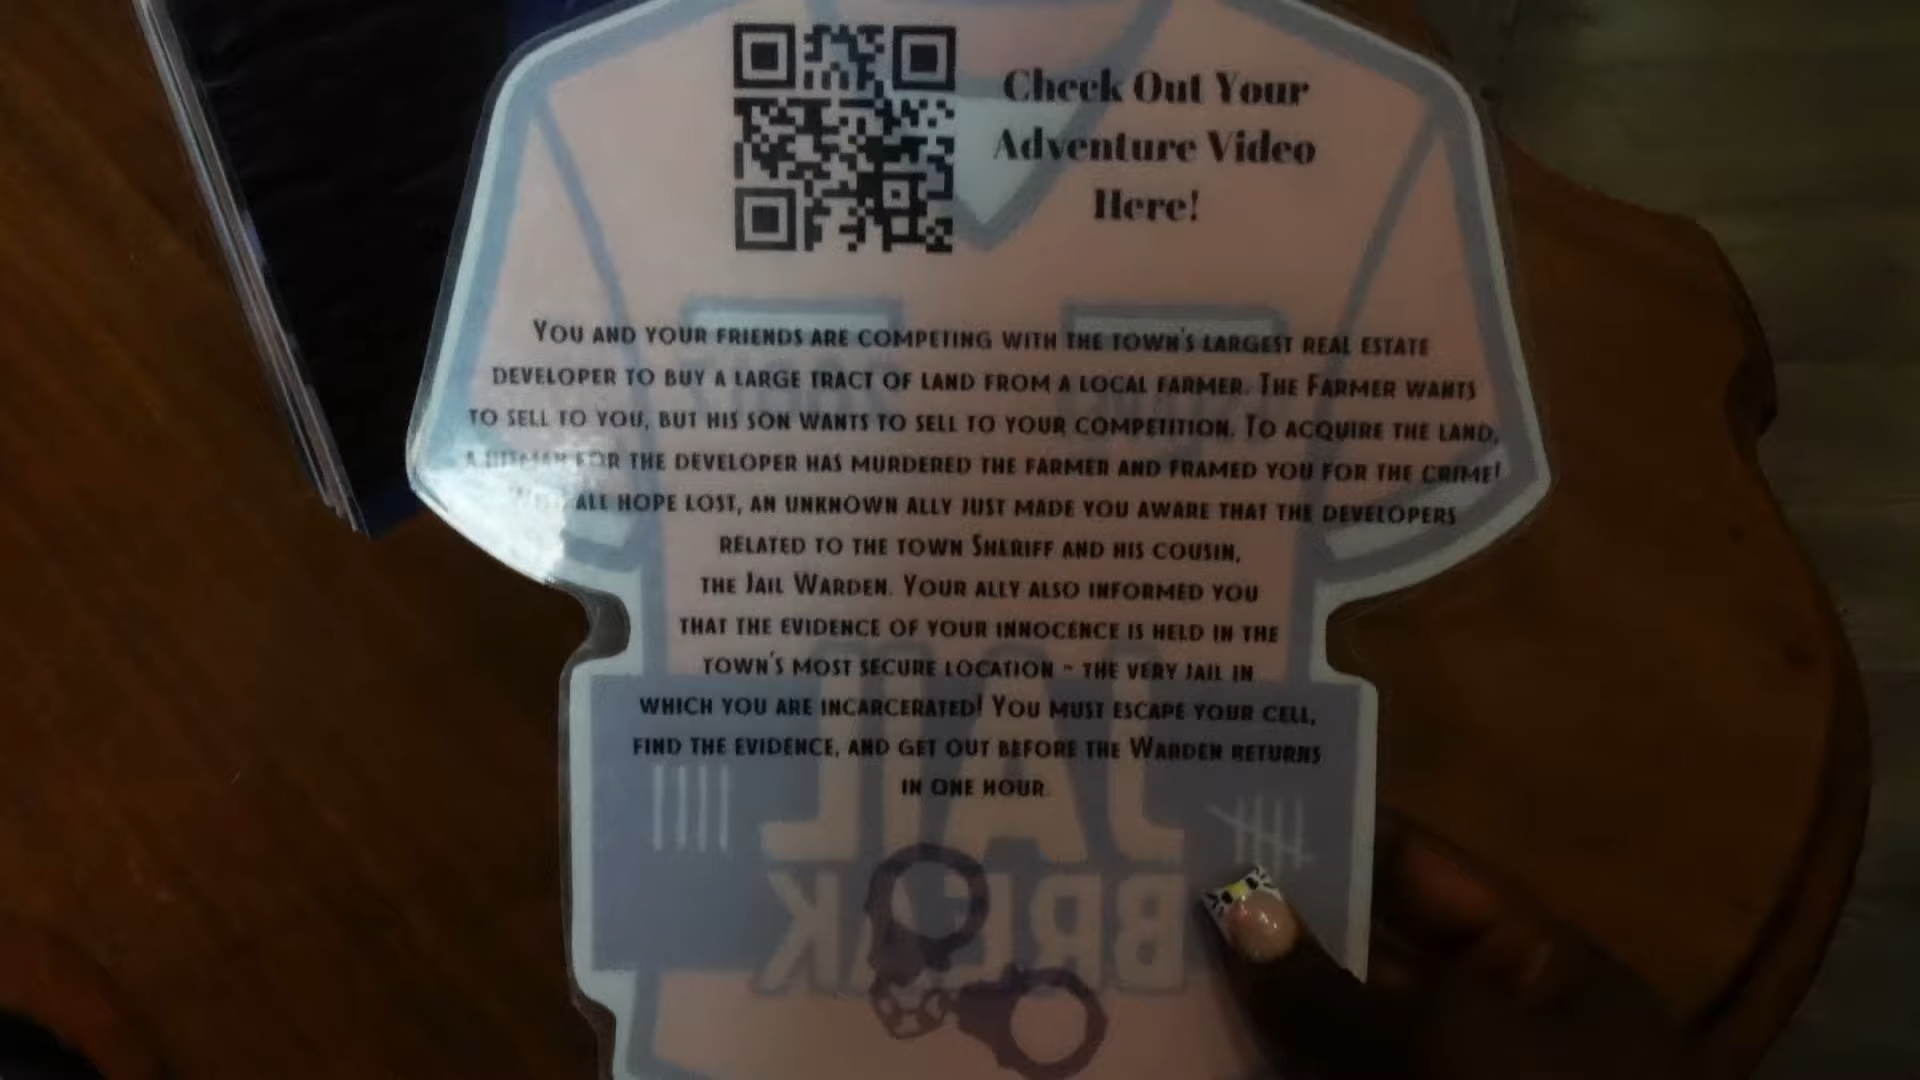 Check Out Your
Adventure Video
Here!
You and your friends are competing with the town's largest real estate
developer to buy a large tract of land from a local farmer. The Farmer wants
to sell to you, but his son wants to sell to your competition. To acquire the land,
a hitman for the developer has murdered the farmer and framed you for the crime!
With all hope lost, an unknown ally just made you aware that the developers
related to the town Sheriff and his cousin,
the Jail Warden. Your ally also informed you
that the evidence of your innocence is held in the
town's most secure location ~ the very jail in
which you are incarcerated! You must escape your cell,
find the evidence, and get out before the Warden returns
in one hour.
JAIL
BREAK